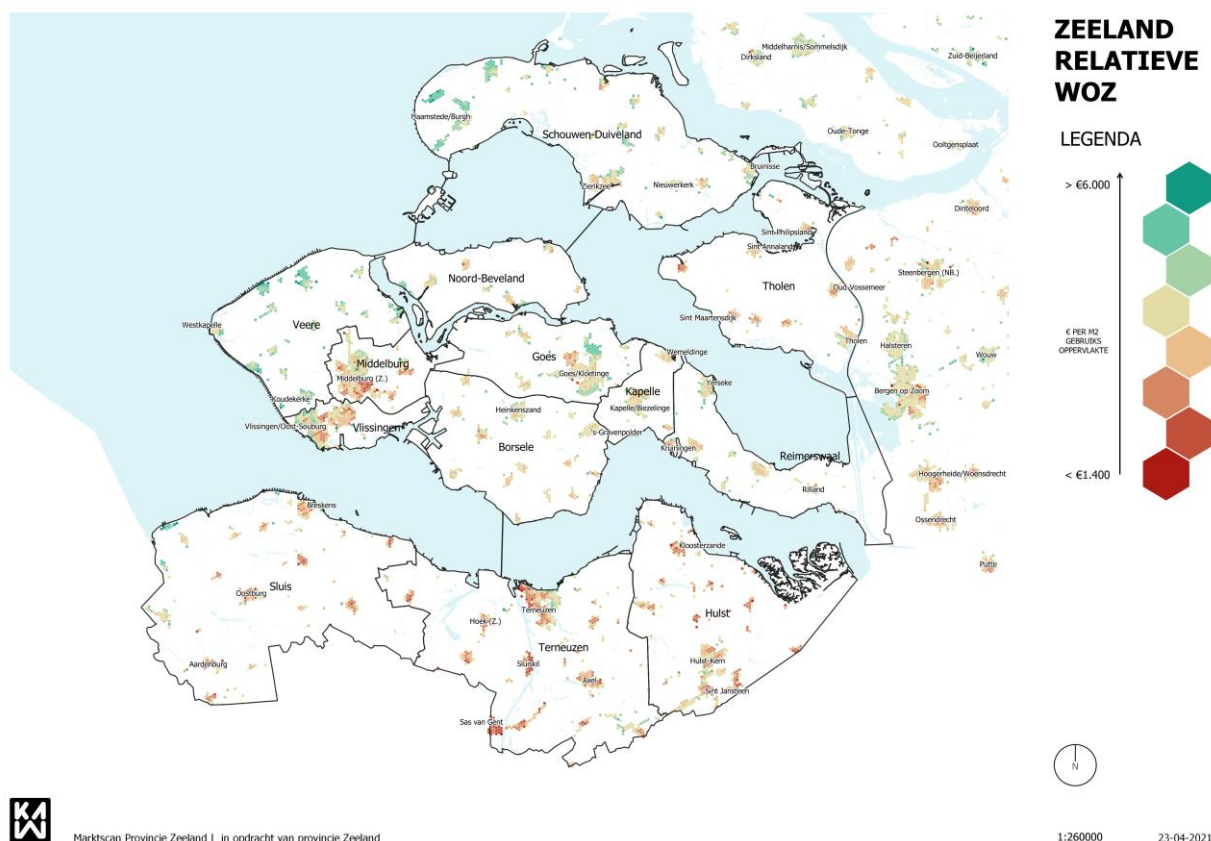 ZEELAND
RELATIEVE
WOZ
LEGENDA
> €6.000
€ PER M2
GEBRUIKS
OPPERVLAKTE
< €1.400
Middelharnis/Sommelsdijk
Dirksland
Zuid-Beijerland
Haamstede/Burgh
Schouwen-Duiveland
Oude-Tonge
Ooltgensplaat
Bruinisse
Zierikzee
Nieuwerkerk
Dinteloord
Sint Philipsland
Sint Annaland
Steenbergen (NB.)
Noord-Beveland
Tholen
Oud-Vossemeer
Westkapelle
Veere
Sint Maartensdijk
Tholen
Halsteren
Wouw
Middelburg
Goes
Wemeldinge
Middelburg (Z.)
Goes/Kloetinge
Yerseke
Kapelle
Bergen op Zoom
Koudekerke
Heinkenszand
Kapelle/Biezelinge
Vlissingen/Oost-Souburg
Vlissingen
's-Gravenpolder
Borsele
Kruiningen
Reimerswaal
Hoogerheide/Woensdrecht
Rilland
Ossendrecht
Breskens
Kloosterzande
Putte
Sluis
Oostburg
Terneuzen
Hulst
Hoek (Z.)
Terneuzen
Aardenburg
Sluiskil
Hulst-Kern
Axel
Sint Jansteen
Sas van Gent
N
KAW
Marktscan Provincie Zeeland | in opdracht van provincie Zeeland
1:260000
23-04-2021